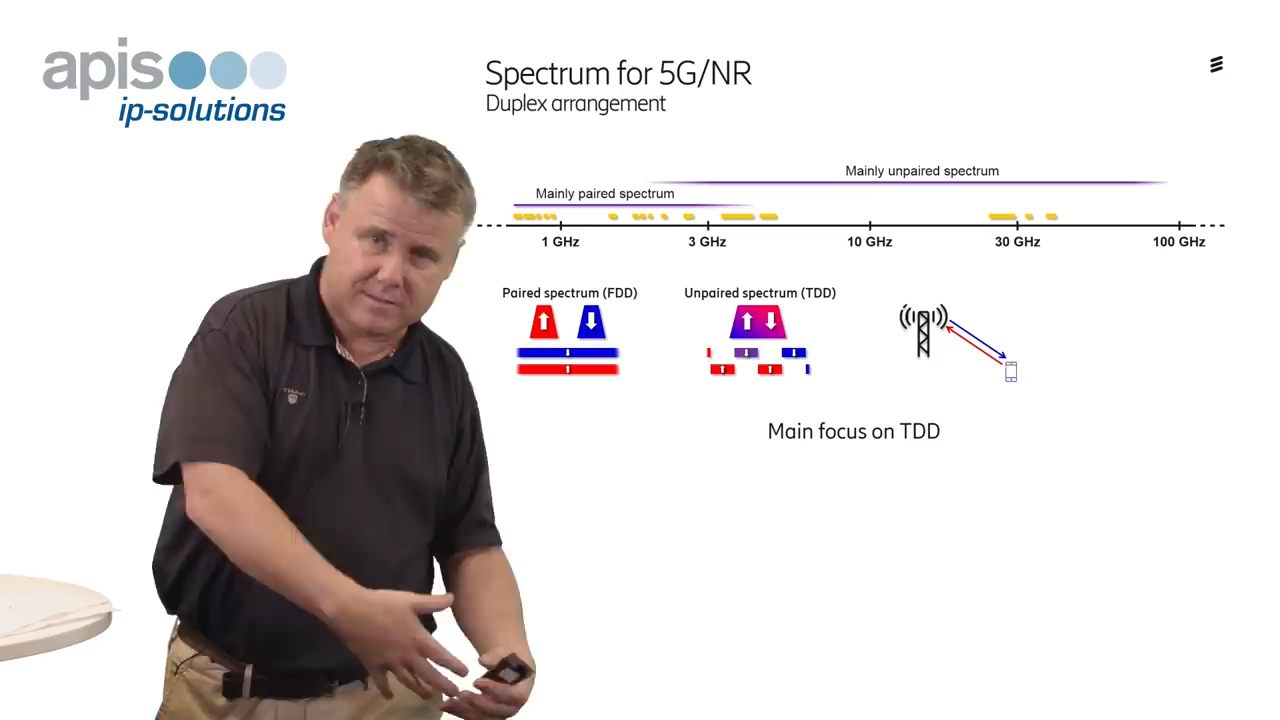 apis
ip-solutions
Spectrum for 5G/NR
Duplex arrangement
Mainly unpaired spectrum
Mainly paired spectrum
1 GHz
3 GHz
10 GHz
30 GHz
100 GHz
Paired spectrum (FDD)
Unpaired spectrum (TDD)
Main focus on TDD